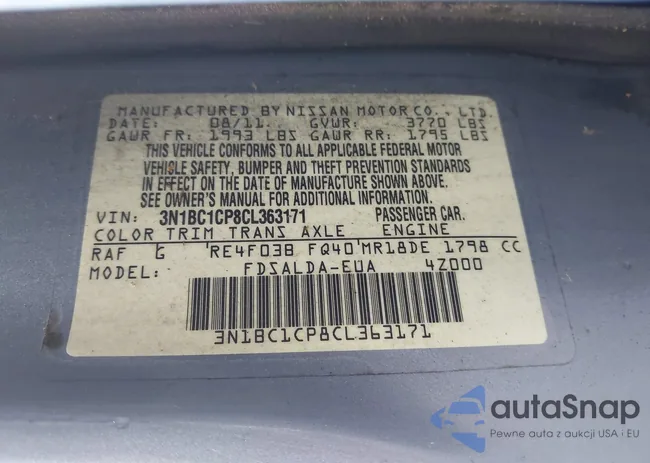 MANUFACTURED BY NISSAN MOTOR CO., LTD.
DATE: 08/11. GVWR: 3770 LBS
GAWR FR: 1993 LBS GAWR RR: 1795 LBS
THIS VEHICLE CONFORMS TO ALL APPLICABLE FEDERAL MOTOR
VEHICLE SAFETY, BUMPER AND THEFT PREVENTION STANDARDS
IN EFFECT ON THE DATE OF MANUFACTURE SHOWN ABOVE.
SEE OWNER'S MANUAL FOR ADDITIONAL INFORMATION.
VIN: 3N1BC1CP8CL363171 PASSENGER CAR.
COLOR TRIM TRANS AXLE ENGINE
RAF G RE4F03B FQ40 MR18DE 1798 CC
MODEL: FDSALDA-EUA 4Z000
3N1BC1CP8CL363171
autoSnap
Pewne auta z aukcji USA i EU